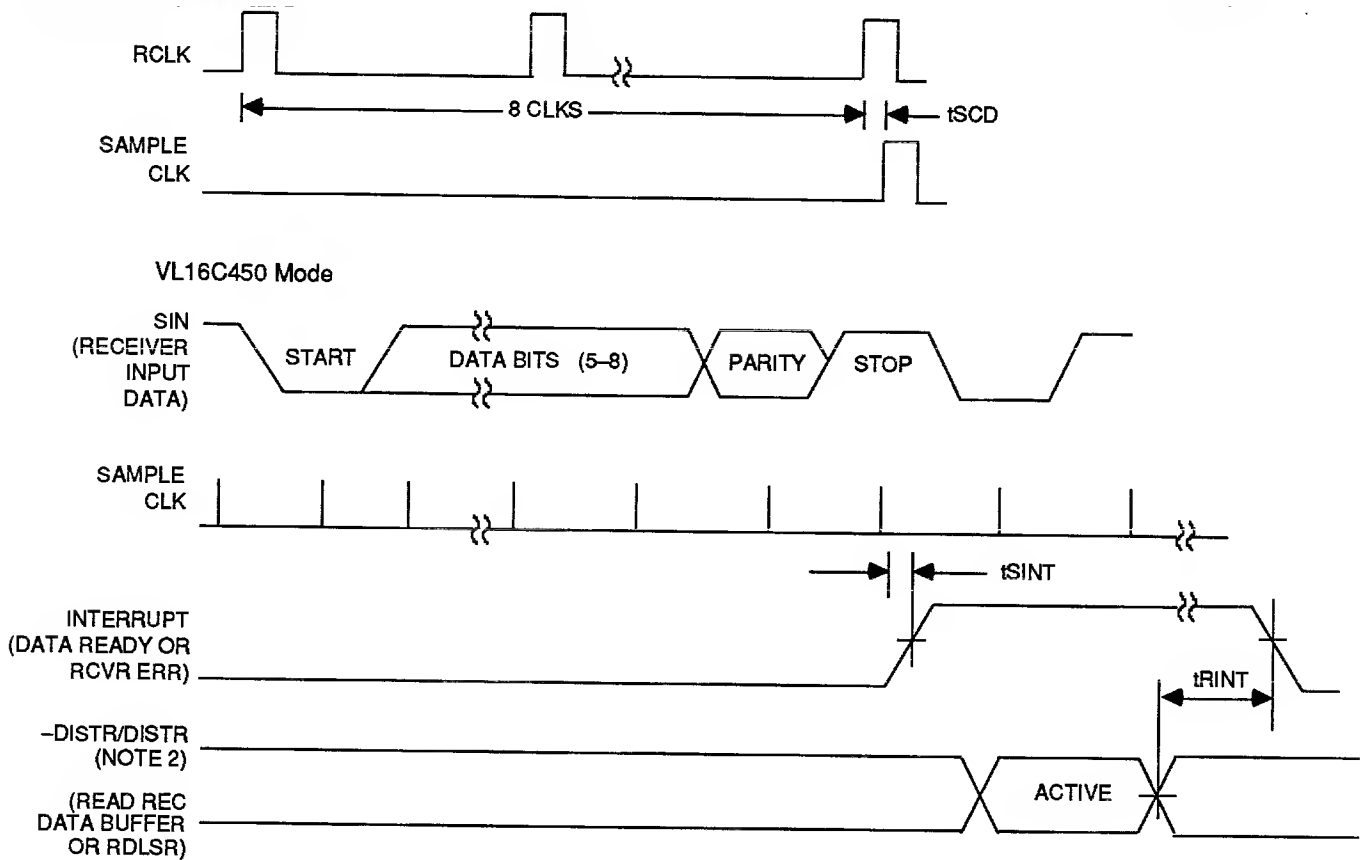 RCLK
8 CLKS
tSCD
SAMPLE
CLK
VL16C450 Mode
SIN
(RECEIVER
INPUT
DATA)
START
DATA BITS (5–8)
PARITY
STOP
SAMPLE
CLK
tSINT
INTERRUPT
(DATA READY OR
RCVR ERR)
tRINT
–DISTR/DISTR
(NOTE 2)
ACTIVE
(READ REC
DATA BUFFER
OR RDLSR)